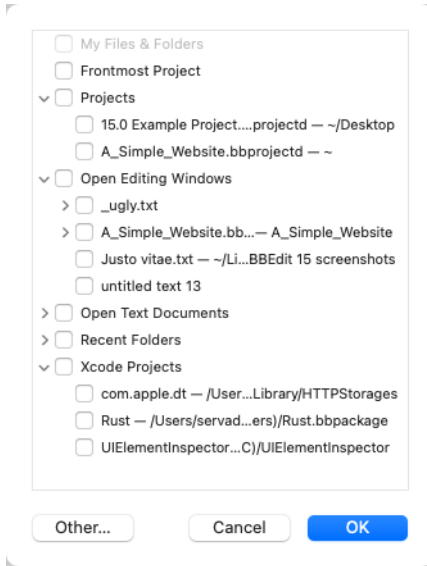 My Files & Folders
Frontmost Project
Projects
15.0 Example Project....projectd — ~/Desktop
A_Simple_Website.bbprojectd — ~
Open Editing Windows
_ugly.txt
A_Simple_Website.bb...— A_Simple_Website
Justo vitae.txt — ~/Li...BBEdit 15 screenshots
untitled text 13
Open Text Documents
Recent Folders
Xcode Projects
com.apple.dt — /User...Library/HTTPStorages
Rust — /Users/servad...ers)/Rust.bbpackage
UIElementInspector...C)/UIElementInspector
Other... Cancel OK